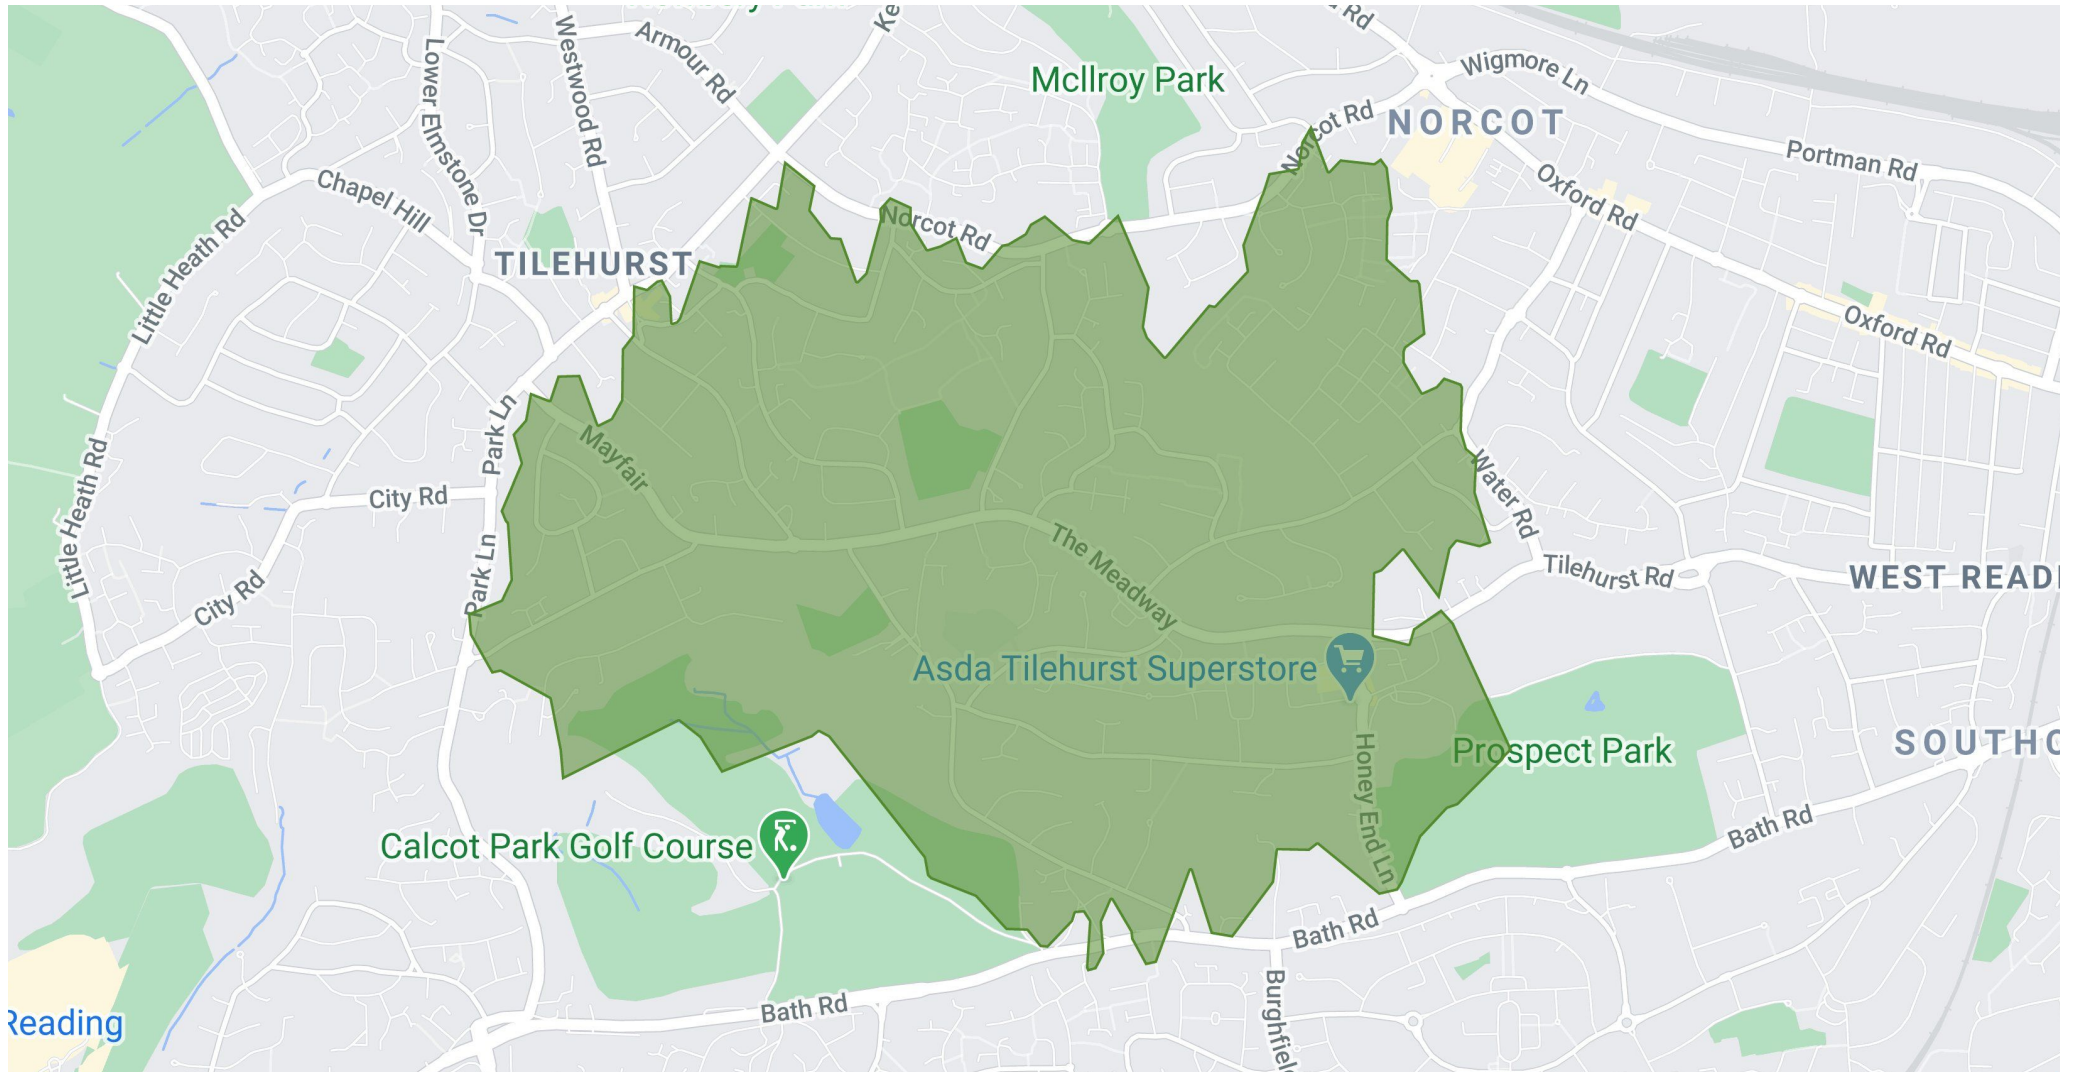 Armour Rd
Westwood Rd
Lower Elmstone Dr
McIlroy Park
Wigmore Ln
NORCOT
Norcot Rd
Portman Rd
Oxford Rd
Chapel Hill
Little Heath Rd
TILEHURST
Norcot Rd
Oxford Rd
Park Ln
Mayfair
Little Heath Rd
City Rd
Water Rd
The Meadway
Park Ln
City Rd
Tilehurst Rd
WEST READI
Asda Tilehurst Superstore
Honey End Ln
Prospect Park
SOUTHC
Calcot Park Golf Course
Bath Rd
Bath Rd
Bath Rd
Burghfiel
Reading